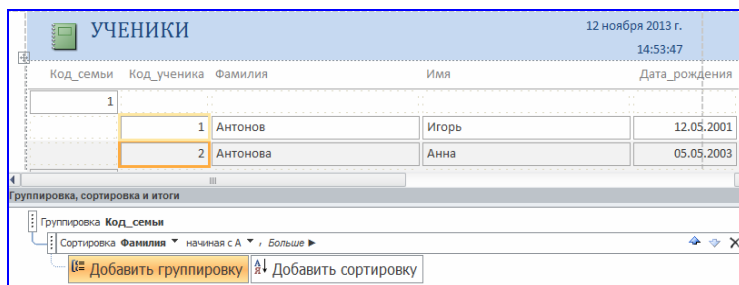 УЧЕНИКИ 12 ноября 2013 г.
14:53:47
Код_семьи Код_ученика Фамилия Имя Дата_рождения
1
1 Антонов Игорь 12.05.2001
2 Антонова Анна 05.05.2003
Группировка, сортировка и итоги
Группировка Код_семьи
Сортировка Фамилия ▼ начиная с А ▼ , Больше ►
Добавить группировку Добавить сортировку